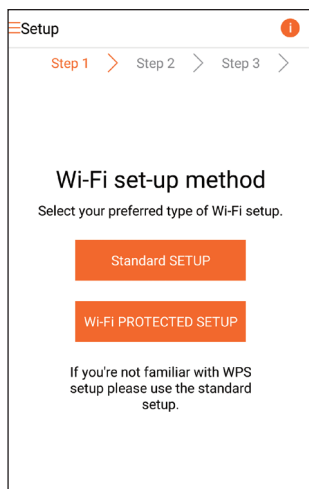 Setup
i
Step 1 Step 2 Step 3
Wi-Fi set-up method
Select your preferred type of Wi-Fi setup.
Standard SETUP
Wi-Fi PROTECTED SETUP
If you're not familiar with WPS
setup please use the standard
setup.